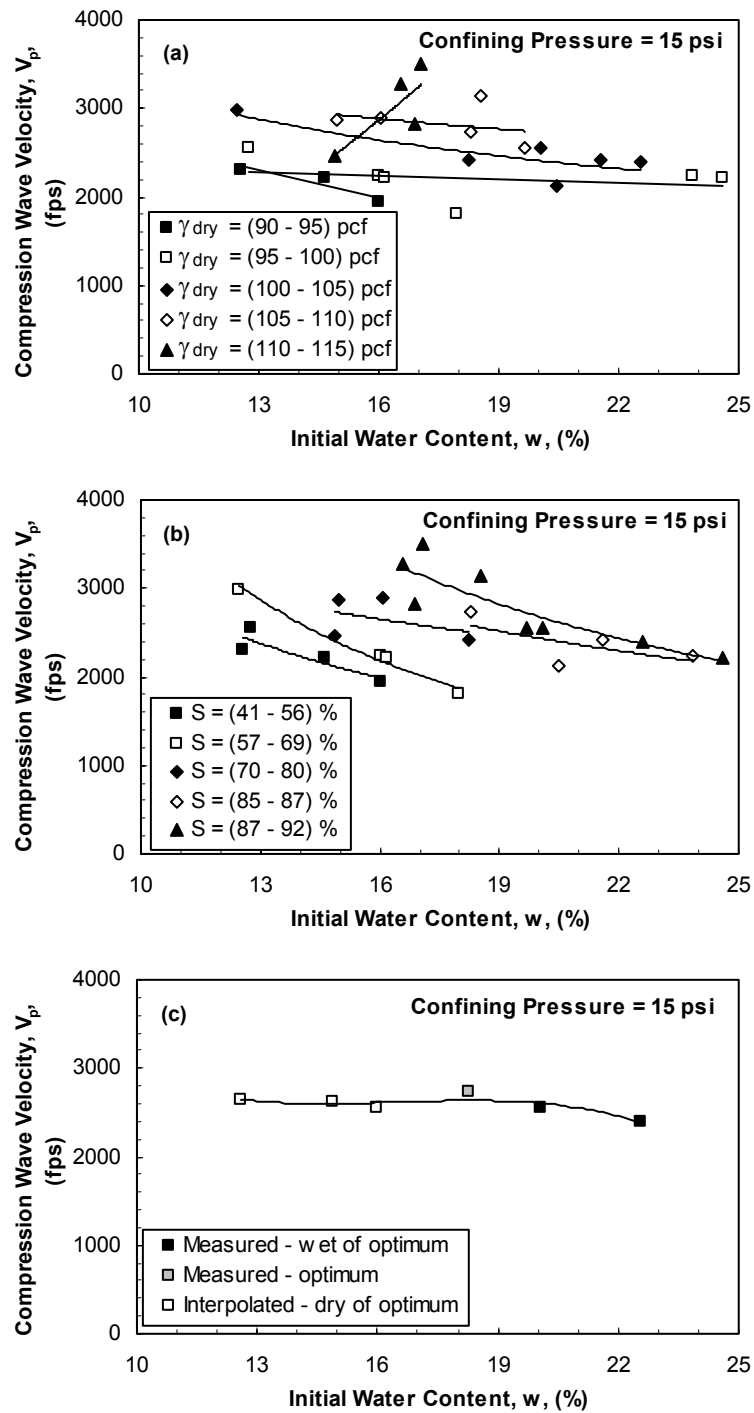 (a)
Confining Pressure = 15 psi
Compression Wave Velocity, Vp,
(fps)
4000
3000
2000
1000
0
γ dry = (90 - 95) pcf
γ dry = (95 - 100) pcf
γ dry = (100 - 105) pcf
γ dry = (105 - 110) pcf
γ dry = (110 - 115) pcf
10 13 16 19 22 25
Initial Water Content, w, (%)
(b)
Confining Pressure = 15 psi
Compression Wave Velocity, Vp,
(fps)
4000
3000
2000
1000
0
S = (41 - 56) %
S = (57 - 69) %
S = (70 - 80) %
S = (85 - 87) %
S = (87 - 92) %
10 13 16 19 22 25
Initial Water Content, w, (%)
(c)
Confining Pressure = 15 psi
Compression Wave Velocity, Vp,
(fps)
4000
3000
2000
1000
0
Measured - wet of optimum
Measured - optimum
Interpolated - dry of optimum
10 13 16 19 22 25
Initial Water Content, w, (%)